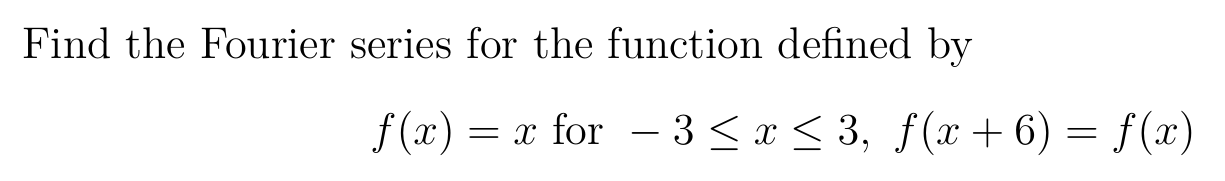 Find the Fourier series for the function defined by
f(x) = x for − 3 ≤ x ≤ 3, f(x + 6) = f(x)